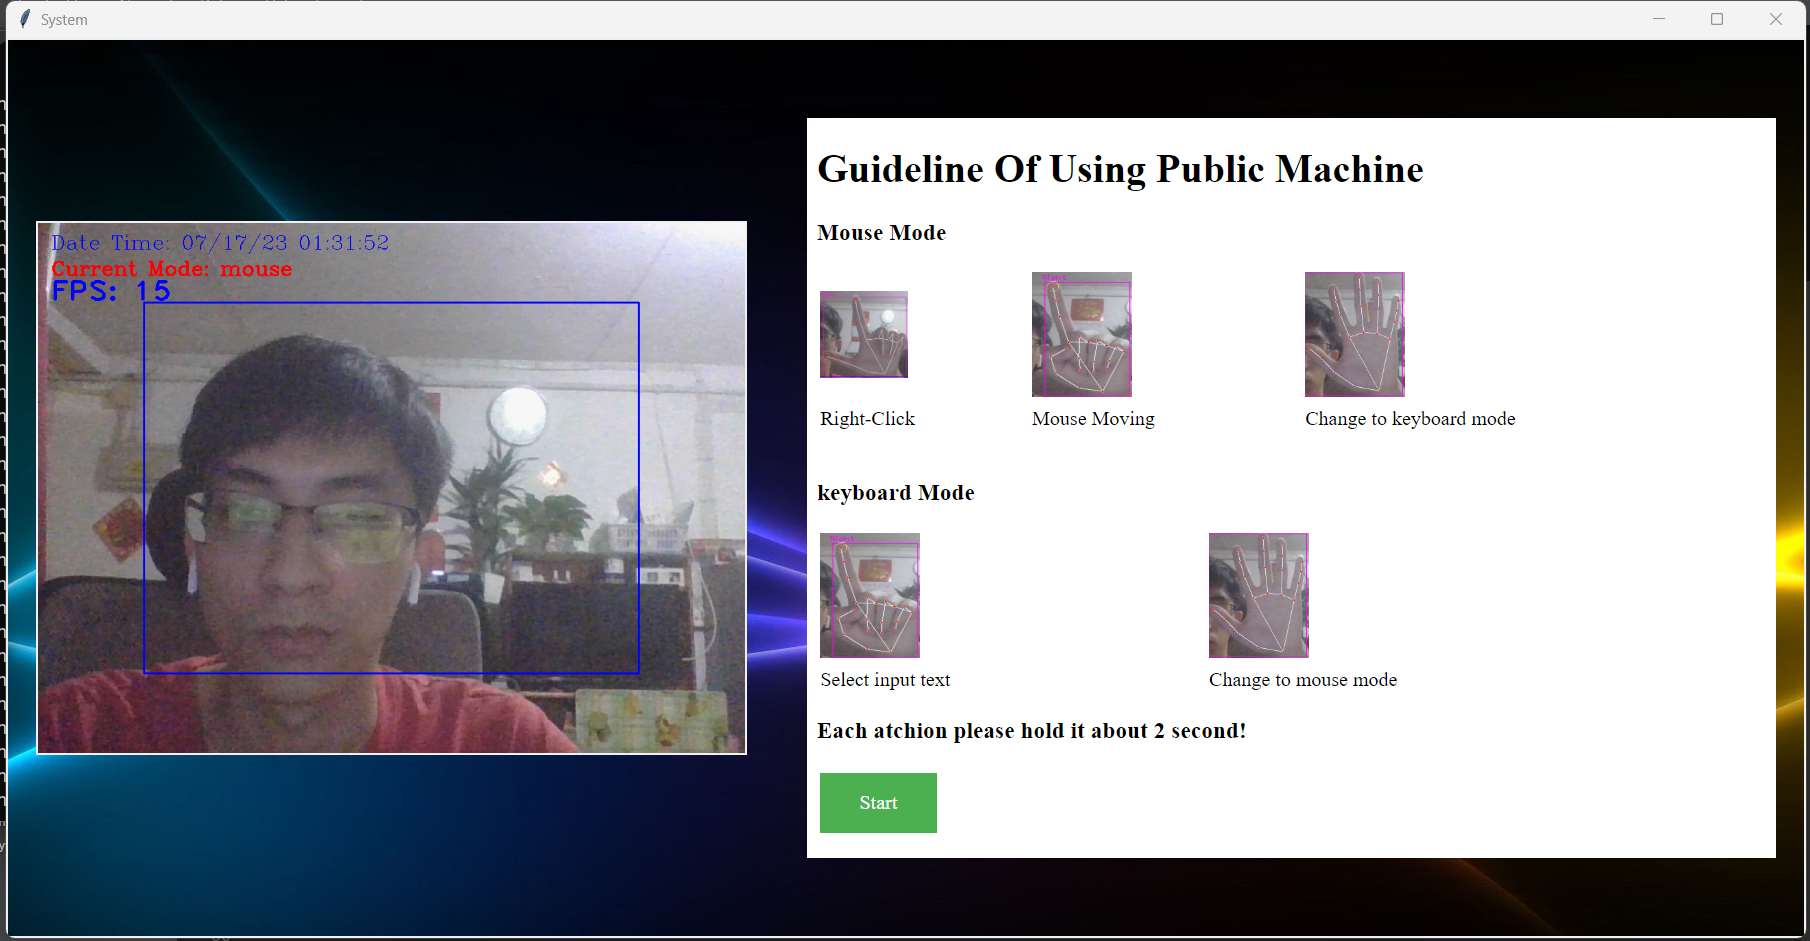 System
Date Time: 07/17/23 01:31:52
Current Mode: mouse
FPS: 15
Guideline Of Using Public Machine
Mouse Mode
Right-Click
Mouse Moving
Change to keyboard mode
keyboard Mode
Select input text
Change to mouse mode
Each atchion please hold it about 2 second!
Start